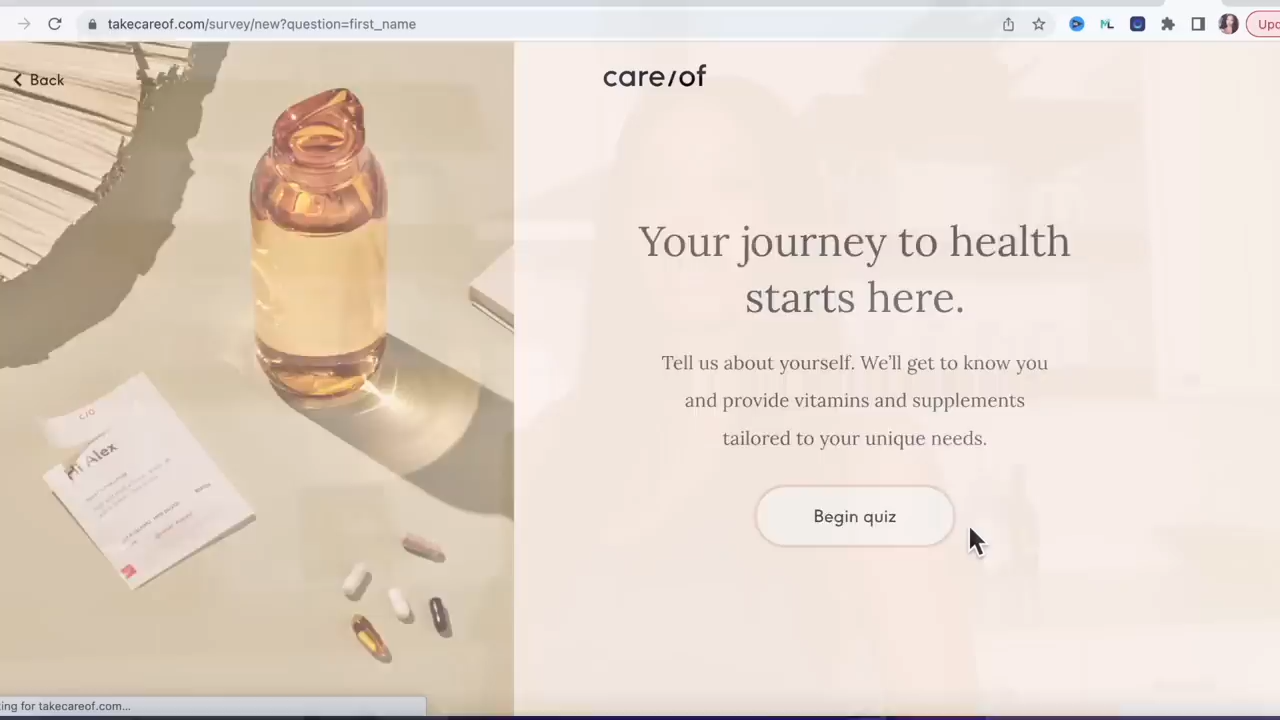 takecareof.com/survey/new?question=first_name
Back
care/of
Your journey to health
starts here.
Tell us about yourself. We'll get to know you
and provide vitamins and supplements
tailored to your unique needs.
Begin quiz
c/o
Hi Alex
ing for takecareof.com...